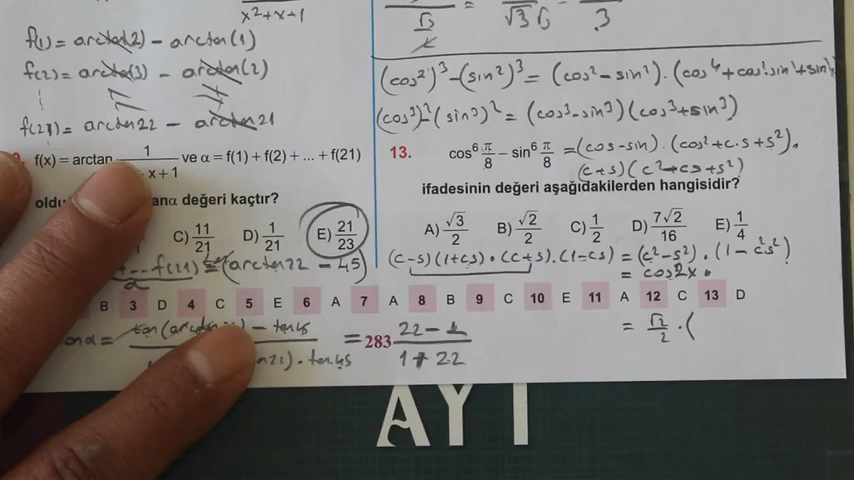 x²+x+1
f(1) = arctan(2) - arctan(1)
f(2) = arctan(3) - arctan(2)
f(21) = arctan22 - arctan21
f(x) = arctan 1 / x+1 ve α = f(1) + f(2) + ... + f(21)
anα değeri kaçtır?
C) 11/21 D) 1/21 E) 21/23
+...f(21) = (arctan22 - 45)
α
= 22-1 / 1+22
√3/2 = √3 - 3
(cos²)³-(sin²)³ = (cos²-sin²).(cos⁴+cos².sin²+sin⁴
(cos³)²-(sin³)² = (cos³-sin³)(cos³+sin³)
13. cos⁶ π/8 - sin⁶ π/8 = (cos-sin).(cos²+c.s+s²).
(c+s)(c²-cs+s²)
ifadesinin değeri aşağıdakilerden hangisidir?
A) √3/2 B) √2/2 C) 1/2 D) 7√2/16 E) 1/4
(c-s)(1+cs).(c+s).(1-cs) = (c²-s²).(1-c²s²)
= cos2x.
= √2/2 . (
B 3 D 4 C 5 E 6 A 7 A 8 B 9 C 10 E 11 A 12 C 13 D
283
AYT